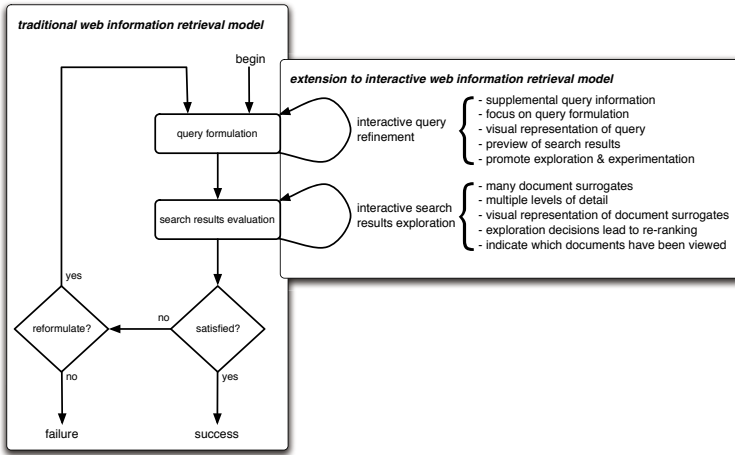 traditional web information retrieval model
begin
query formulation
search results evaluation
satisfied?
no
yes
success
reformulate?
yes
no
failure
extension to interactive web information retrieval model
interactive query
refinement
- supplemental query information
- focus on query formulation
- visual representation of query
- preview of search results
- promote exploration & experimentation
interactive search
results exploration
- many document surrogates
- multiple levels of detail
- visual representation of document surrogates
- exploration decisions lead to re-ranking
- indicate which documents have been viewed